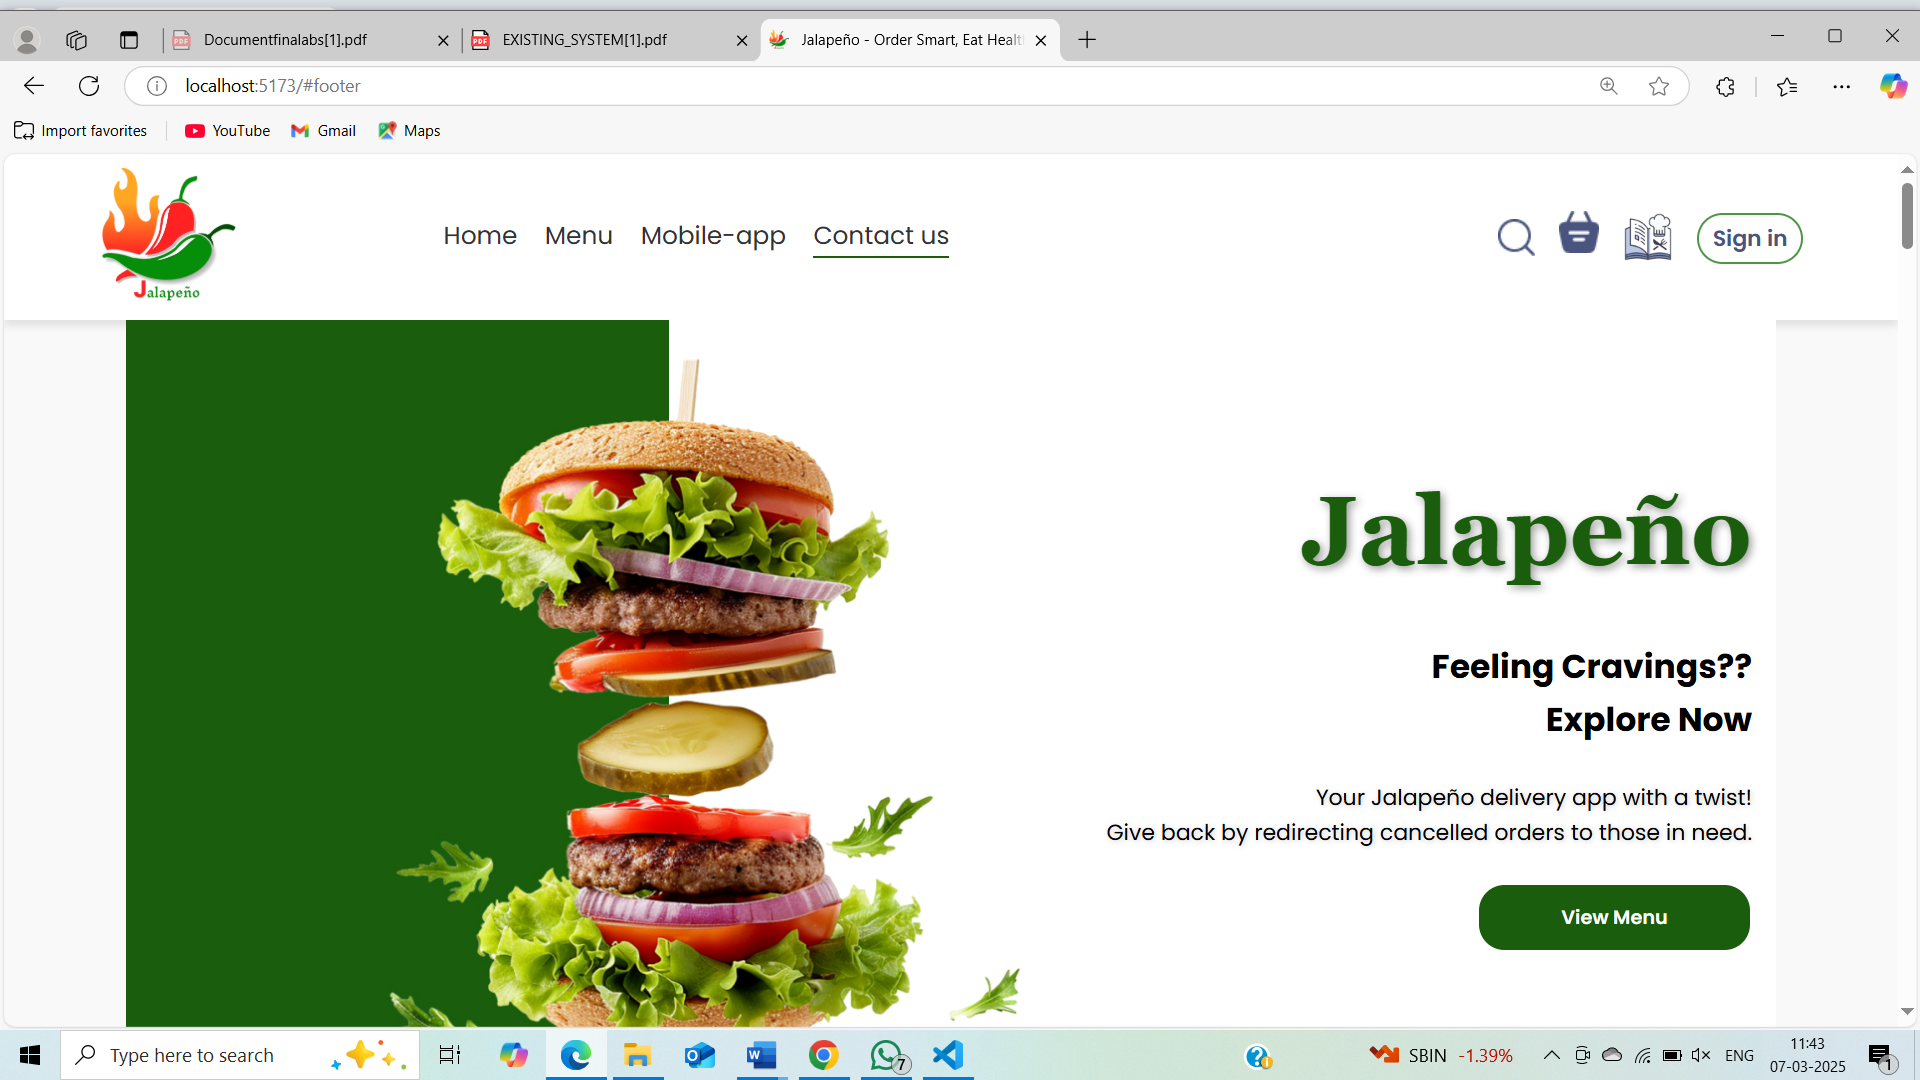 Documentfinalabs[1].pdf
EXISTING_SYSTEM[1].pdf
Jalapeño - Order Smart, Eat Healt
localhost:5173/#footer
Import favorites
YouTube
Gmail
Maps
Jalapeño
Home
Menu
Mobile-app
Contact us
Sign in
Jalapeño
Feeling Cravings??
Explore Now
Your Jalapeño delivery app with a twist!
Give back by redirecting cancelled orders to those in need.
View Menu
Type here to search
7
SBIN -1.39%
ENG
11:43
07-03-2025
1